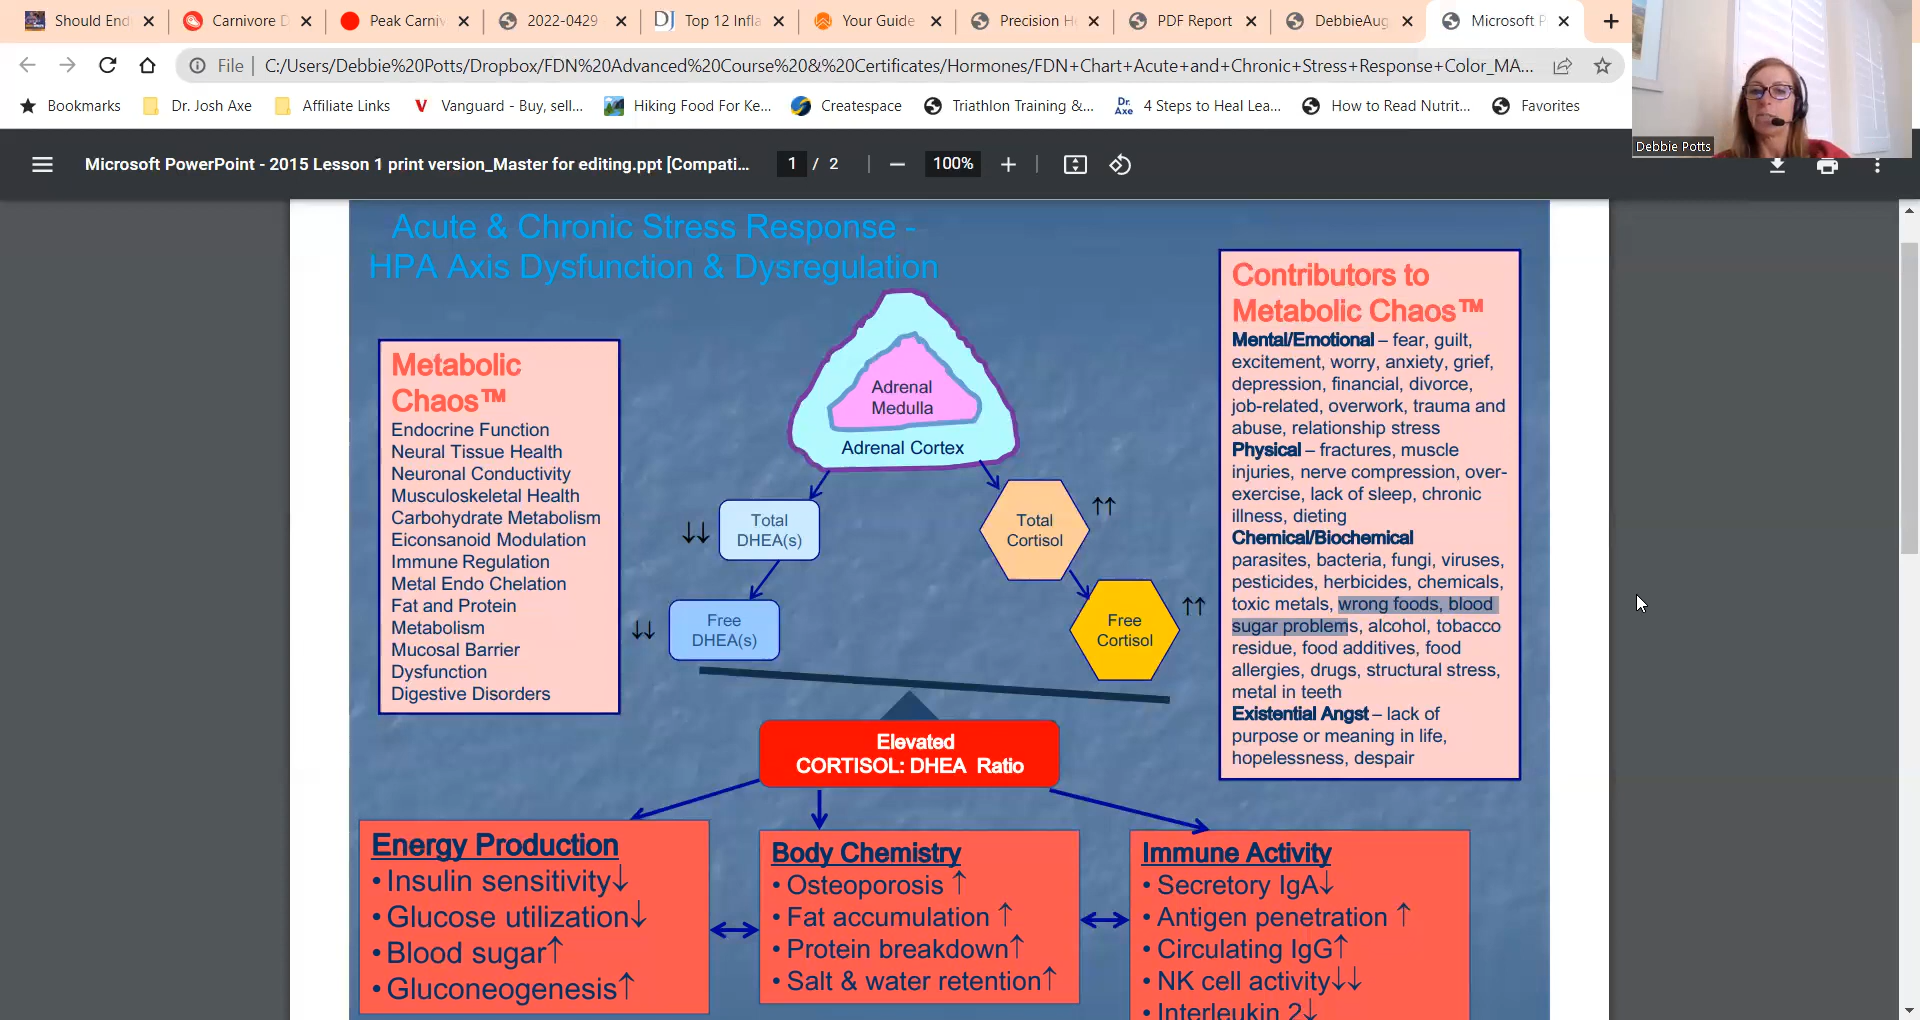 Should End
Carnivore D
Peak Carniv
2022-0429
DJ Top 12 Infla
Your Guide
Precision H
PDF Report
DebbieAug
Microsoft P
File C:/Users/Debbie%20Potts/Dropbox/FDN%20Advanced%20Course%20&%20Certificates/Hormones/FDN+Chart+Acute+and+Chronic+Stress+Response+Color_MA...
Bookmarks
Dr. Josh Axe
Affiliate Links
Vanguard - Buy, sell...
Hiking Food For Ke...
Createspace
Triathlon Training &...
Dr. Axe
4 Steps to Heal Lea...
How to Read Nutrit...
Favorites
Debbie Potts
Microsoft PowerPoint - 2015 Lesson 1 print version_Master for editing.ppt [Compati...
1 / 2
100%
Acute & Chronic Stress Response -
HPA Axis Dysfunction & Dysregulation
Metabolic
Chaos™
Endocrine Function
Neural Tissue Health
Neuronal Conductivity
Musculoskeletal Health
Carbohydrate Metabolism
Eiconsanoid Modulation
Immune Regulation
Metal Endo Chelation
Fat and Protein
Metabolism
Mucosal Barrier
Dysfunction
Digestive Disorders
Adrenal
Medulla
Adrenal Cortex
↓↓
Total
DHEA(s)
Total
Cortisol
↑↑
↓↓
Free
DHEA(s)
Free
Cortisol
↑↑
Elevated
CORTISOL: DHEA Ratio
Contributors to
Metabolic Chaos™
Mental/Emotional – fear, guilt,
excitement, worry, anxiety, grief,
depression, financial, divorce,
job-related, overwork, trauma and
abuse, relationship stress
Physical – fractures, muscle
injuries, nerve compression, over-
exercise, lack of sleep, chronic
illness, dieting
Chemical/Biochemical
parasites, bacteria, fungi, viruses,
pesticides, herbicides, chemicals,
toxic metals, wrong foods, blood
sugar problems, alcohol, tobacco
residue, food additives, food
allergies, drugs, structural stress,
metal in teeth
Existential Angst – lack of
purpose or meaning in life,
hopelessness, despair
Energy Production
• Insulin sensitivity↓
• Glucose utilization↓
• Blood sugar↑
• Gluconeogenesis↑
Body Chemistry
• Osteoporosis ↑
• Fat accumulation ↑
• Protein breakdown↑
• Salt & water retention↑
Immune Activity
• Secretory IgA↓
• Antigen penetration ↑
• Circulating IgG↑
• NK cell activity↓↓
• Interleukin 2↓